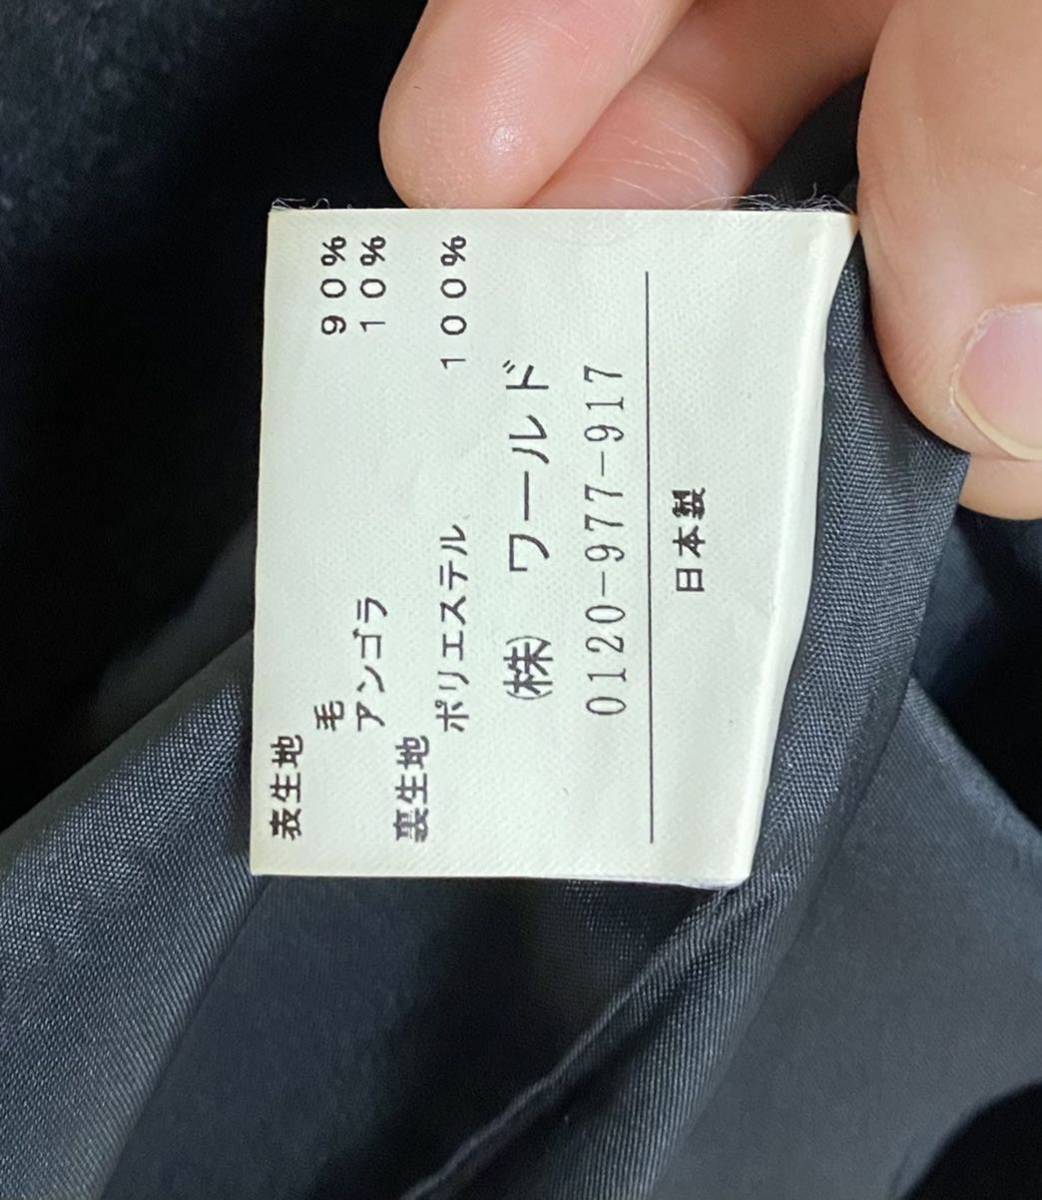 表生地
毛 90%
アンゴラ 10%
裏生地
ポリエステル 100%
㈱ ワールド
0120-977-917
日本製